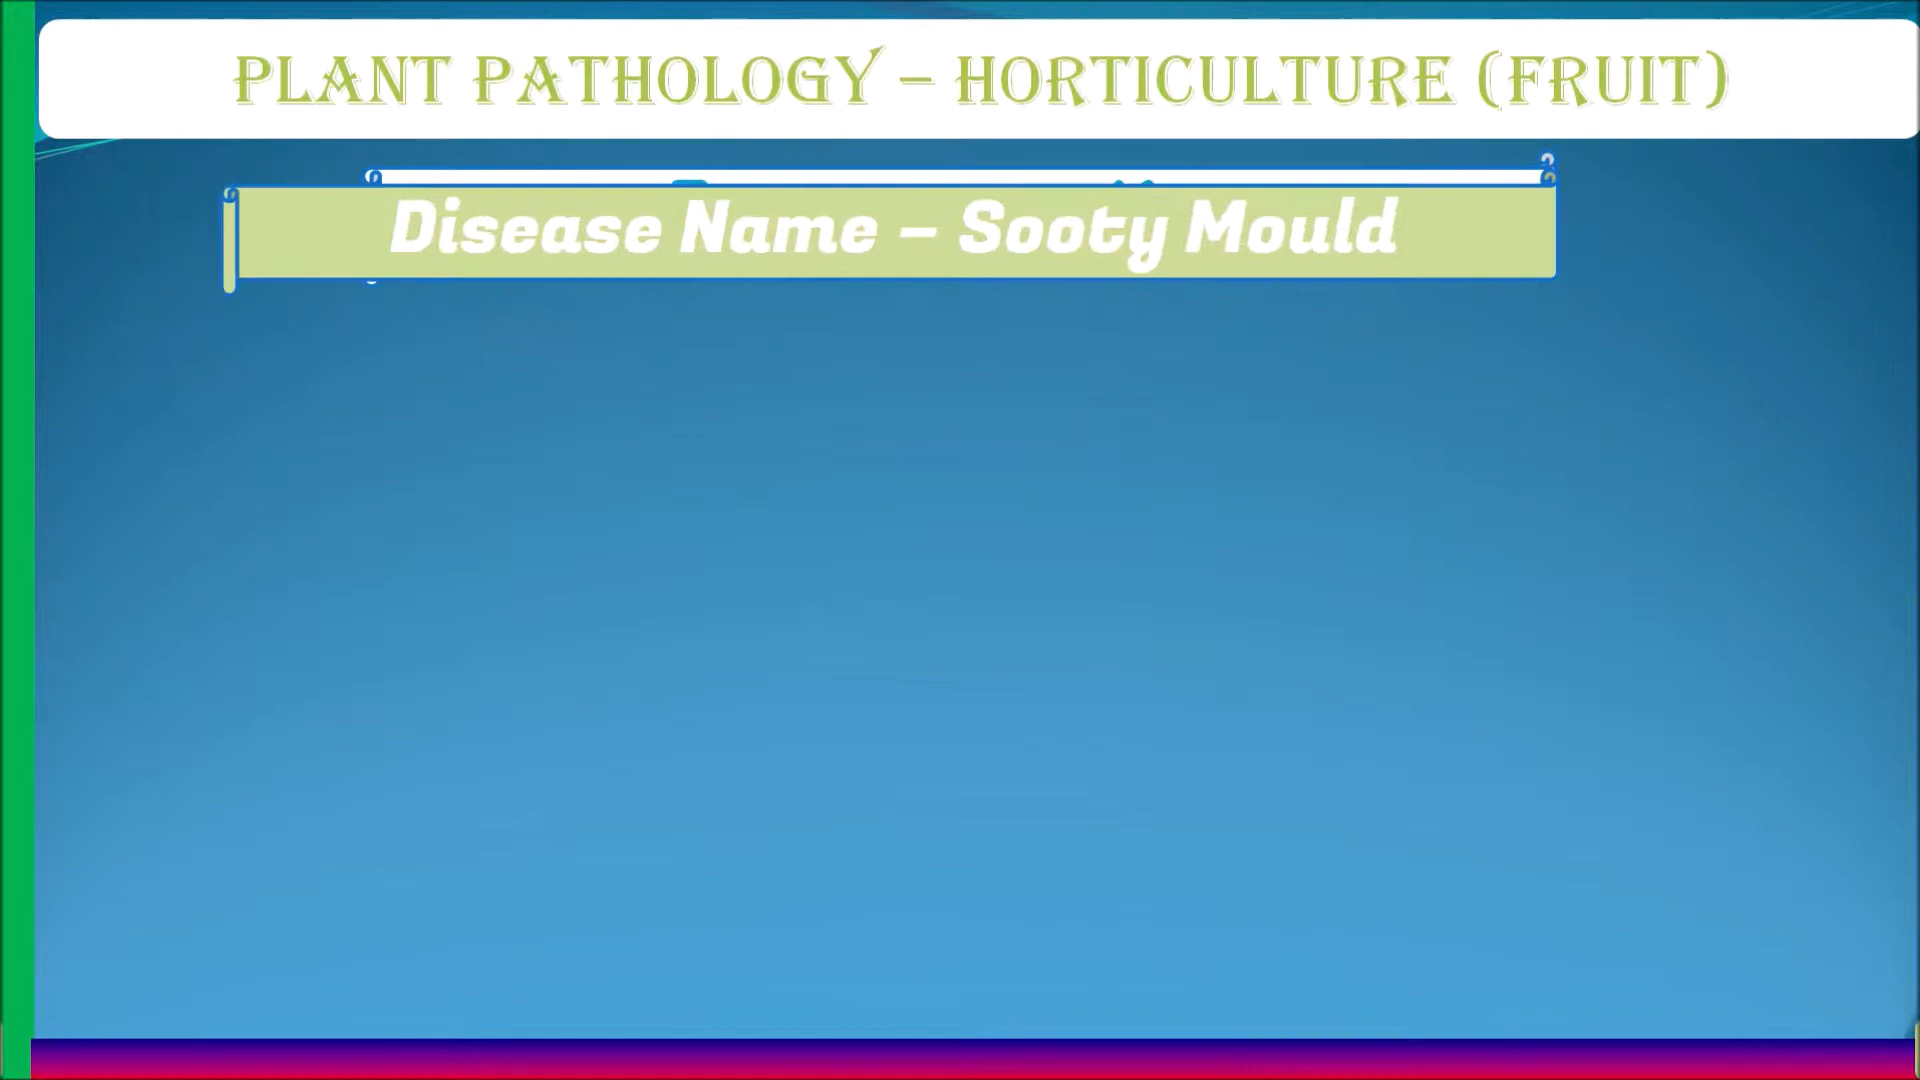 PLANT PATHOLOGY – HORTICULTURE (FRUIT)
Disease Name – Sooty Mould